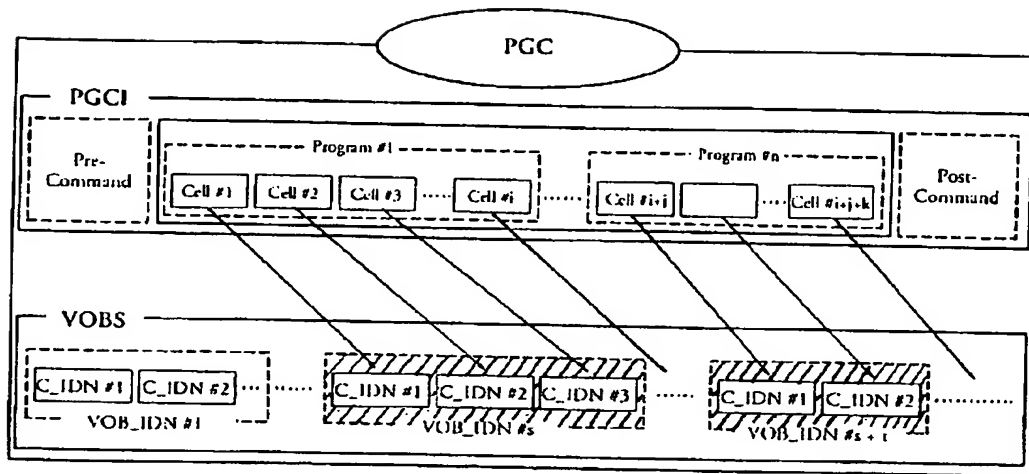 PGC
PGCI
Pre-
Command
Program #1
Cell #1
Cell #2
Cell #3
......
Cell #i
......
Program #n
Cell #i+j
.....
Cell #i+j+k
Post-
Command
VOBS
C_IDN #1
C_IDN #2
...
.......
VOB_IDN #1
C_IDN #1
C_IDN #2
C_IDN #3
......
VOB_IDN #s
C_IDN #1
C_IDN #2
............
VOB_IDN #s + t